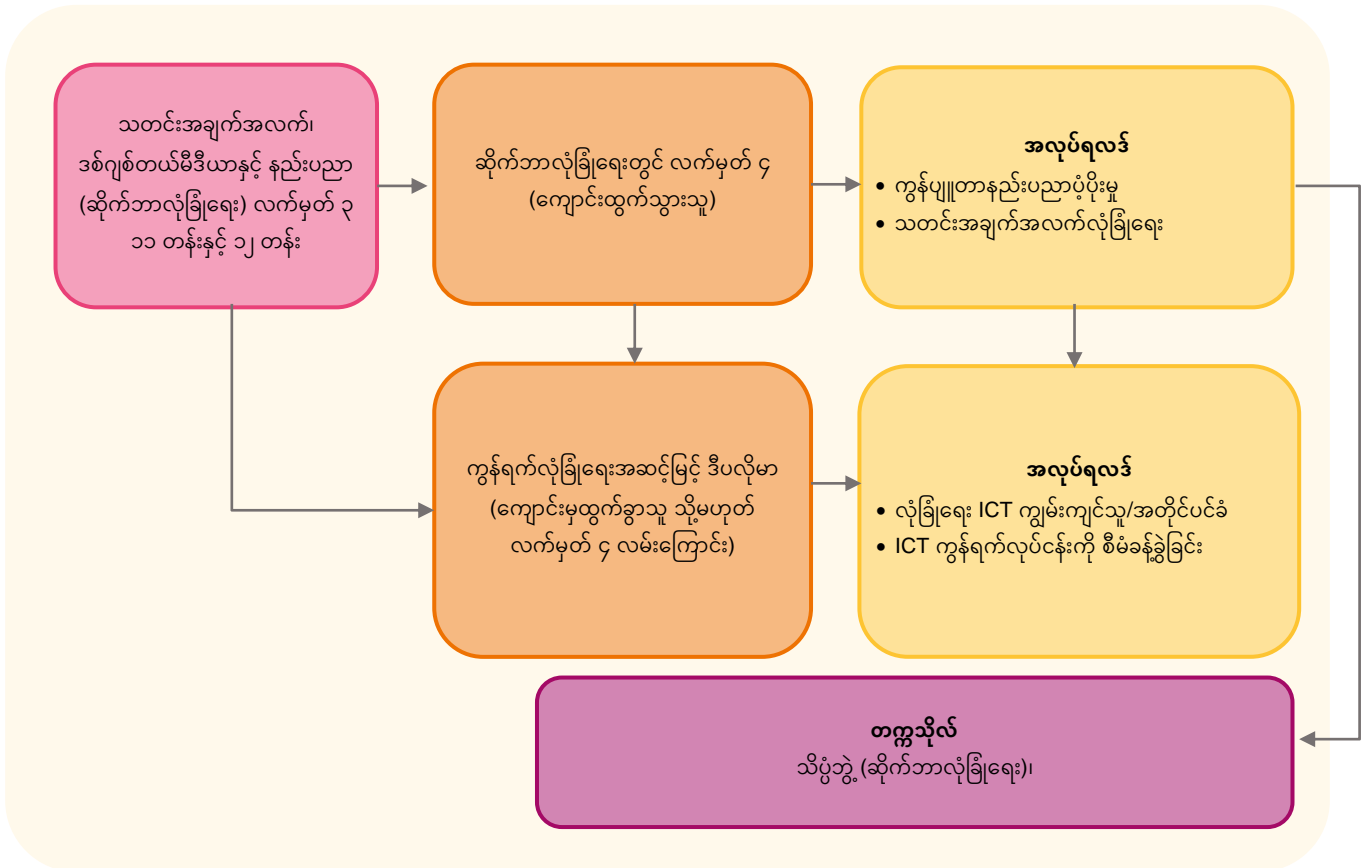 သတင်းအချက်အလက်၊
ဒစ်ဂျစ်တယ်မီဒီယာနှင့် နည်းပညာ
(ဆိုက်ဘာလုံခြုံရေး) လက်မှတ် ၃
၁၁ တန်းနှင့် ၁၂ တန်း
ဆိုက်ဘာလုံခြုံရေးတွင် လက်မှတ် ၄
(ကျောင်းထွက်သွားသူ)
အလုပ်ရလဒ်
• ကွန်ပျူတာနည်းပညာပံ့ပိုးမှု
• သတင်းအချက်အလက်လုံခြုံရေး
ကွန်ရက်လုံခြုံရေးအဆင့်မြင့် ဒီပလိုမာ
(ကျောင်းမှထွက်ခွာသူ သို့မဟုတ်
လက်မှတ် ၄ လမ်းကြောင်း)
အလုပ်ရလဒ်
• လုံခြုံရေး ICT ကျွမ်းကျင်သူ/အတိုင်ပင်ခံ
• ICT ကွန်ရက်လုပ်ငန်းကို စီမံခန့်ခွဲခြင်း
တက္ကသိုလ်
သိပ္ပံဘွဲ့ (ဆိုက်ဘာလုံခြုံရေး)၊